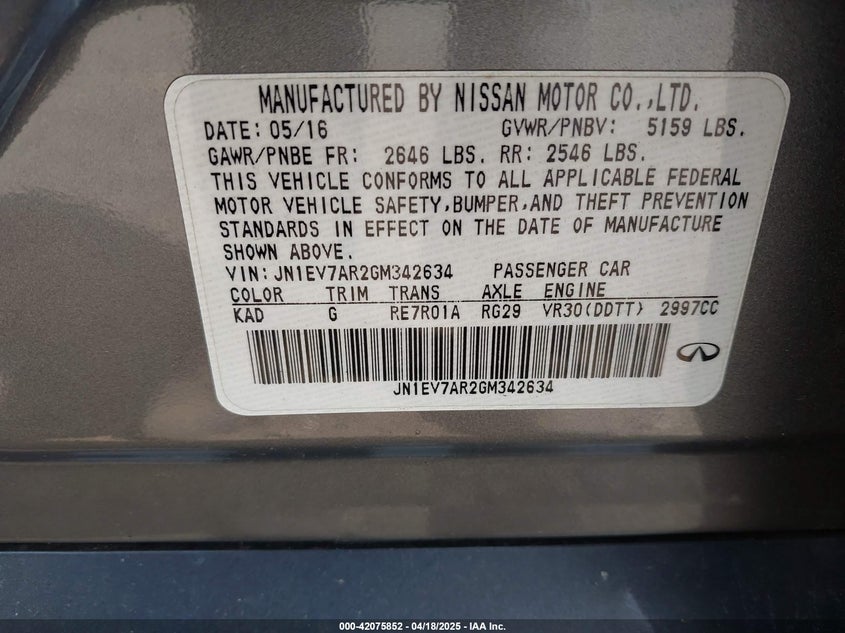 MANUFACTURED BY NISSAN MOTOR CO.,LTD.
DATE: 05/16 GVWR/PNBV: 5159 LBS.
GAWR/PNBE FR: 2646 LBS. RR: 2546 LBS.
THIS VEHICLE CONFORMS TO ALL APPLICABLE FEDERAL
MOTOR VEHICLE SAFETY,BUMPER,AND THEFT PREVENTION
STANDARDS IN EFFECT ON THE DATE OF MANUFACTURE
SHOWN ABOVE.
VIN:JN1EV7AR2GM342634 PASSENGER CAR
COLOR TRIM TRANS AXLE ENGINE
KAD G RE7R01A RG29 VR30(DDTT) 2997CC
JN1EV7AR2GM342634
000-42075852 - 04/18/2025 - IAA Inc.